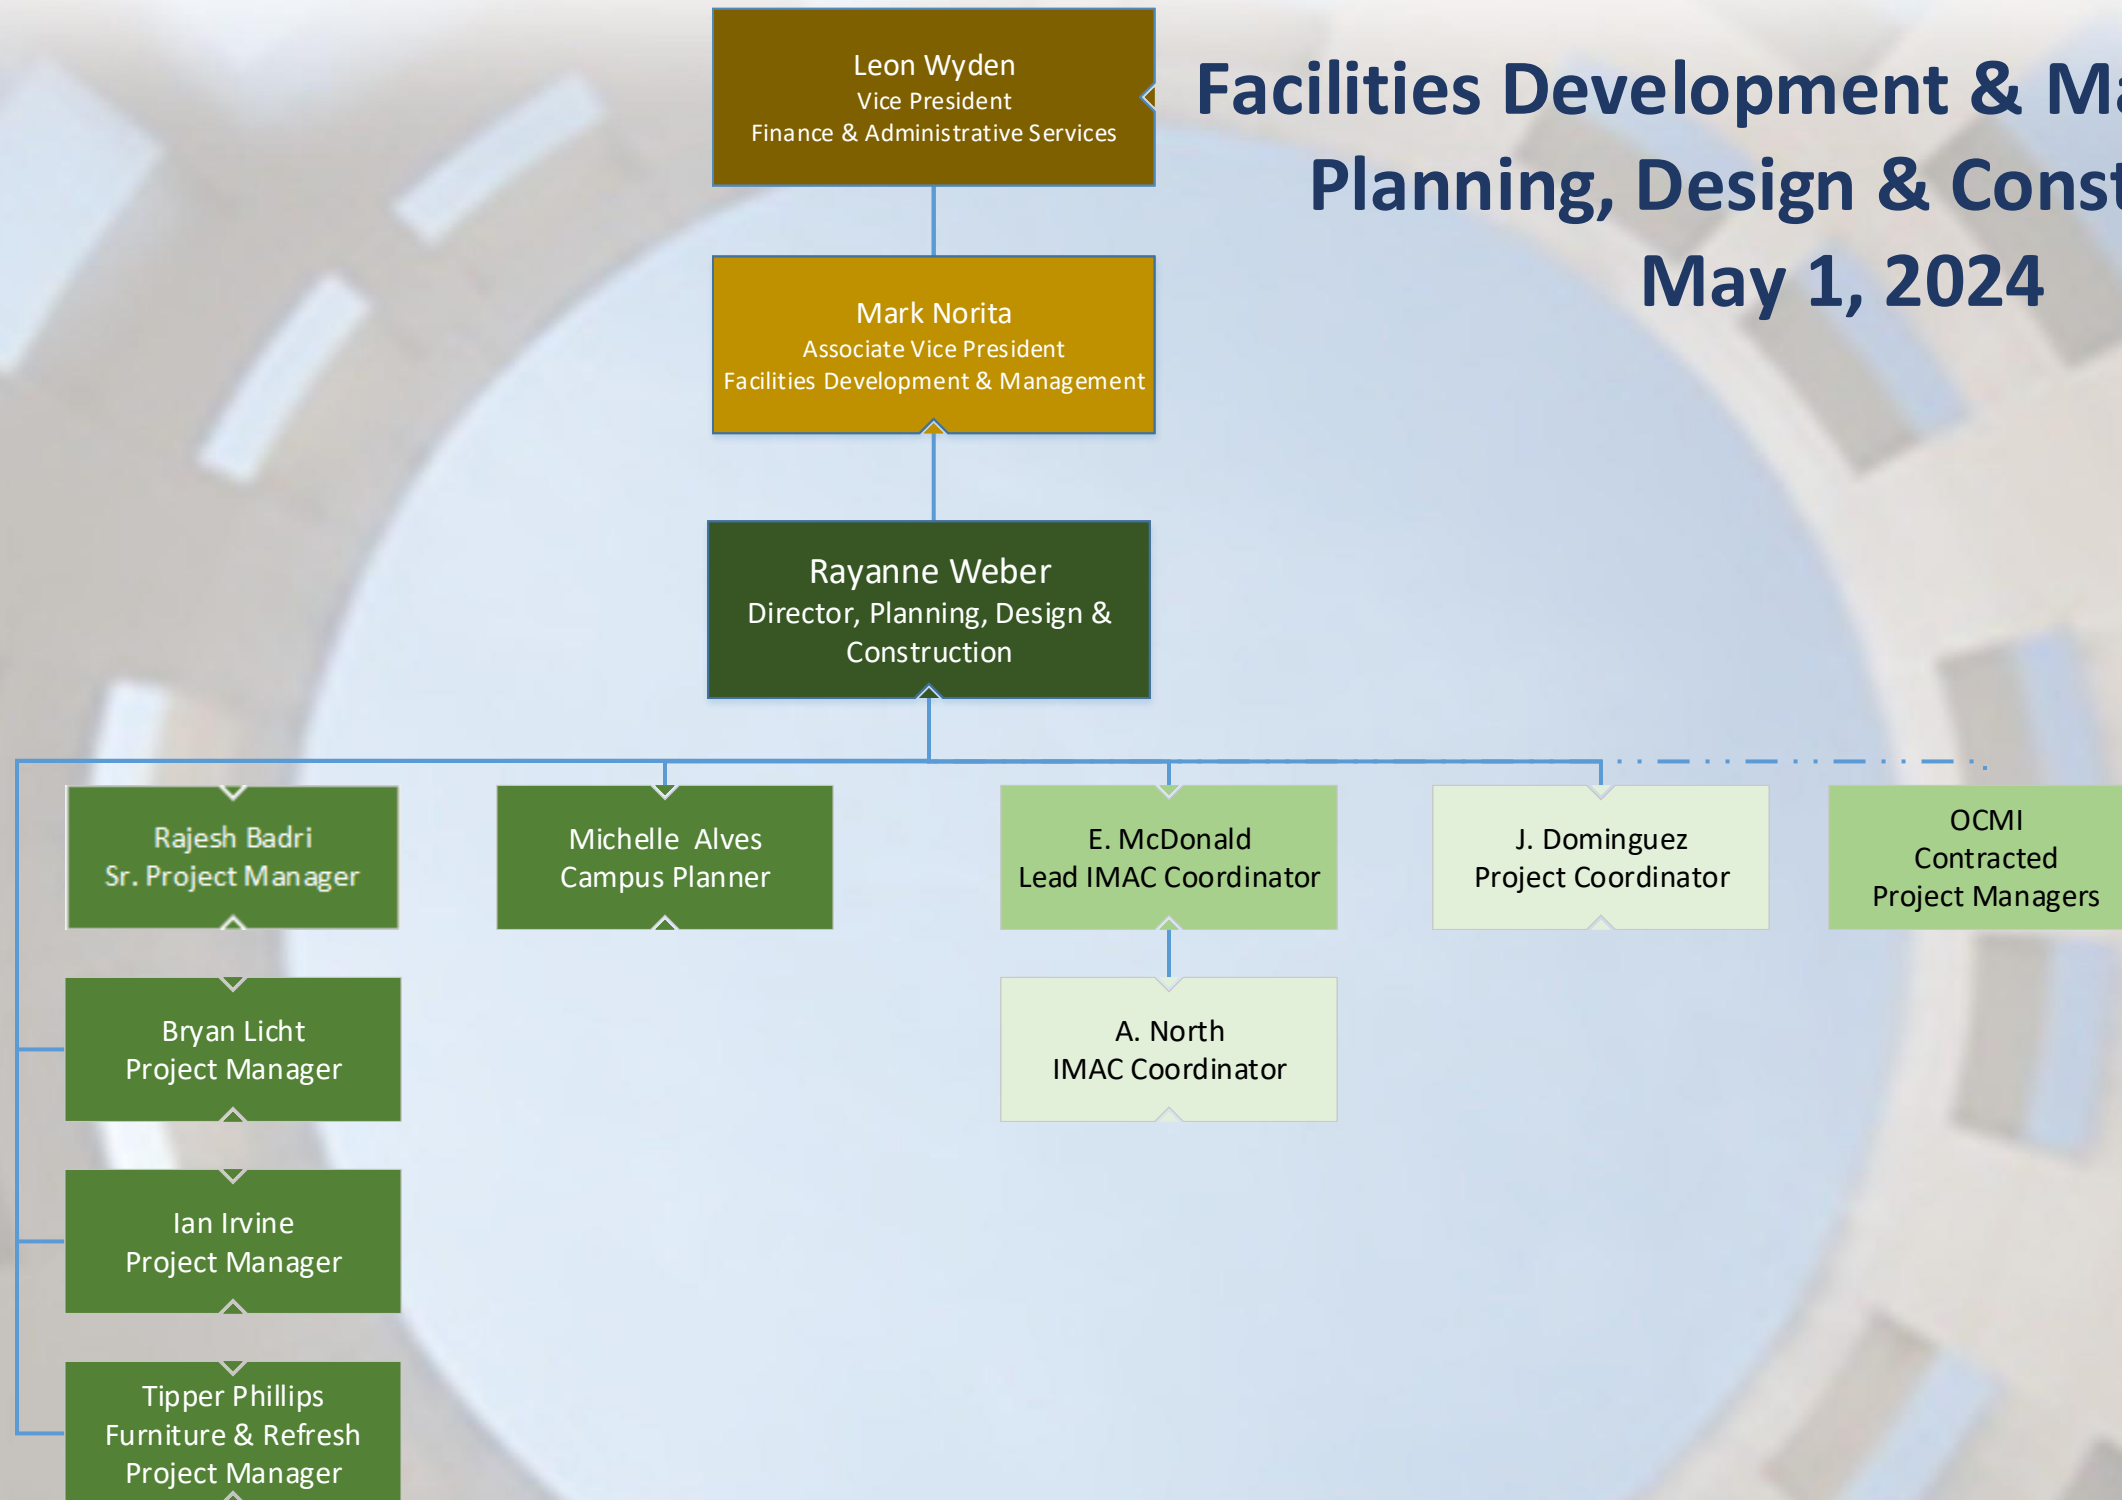 Leon Wyden
Vice President
Finance & Administrative Services
Facilities Development &
Planning, Design &
May 1, 2024
Mark Norita
Associate Vice President
Facilities Development & Management
Rayanne Weber
Director, Planning, Design &
Construction
Rajesh Badri
Sr. Project Manager
Michelle Alves
Campus Planner
E. McDonald
Lead IMAC Coordinator
J. Dominguez
Project Coordinator
OCMI
Contracted
Project Managers
Bryan Licht
Project Manager
A. North
IMAC Coordinator
Ian Irvine
Project Manager
Tipper Phillips
Furniture & Refresh
Project Manager